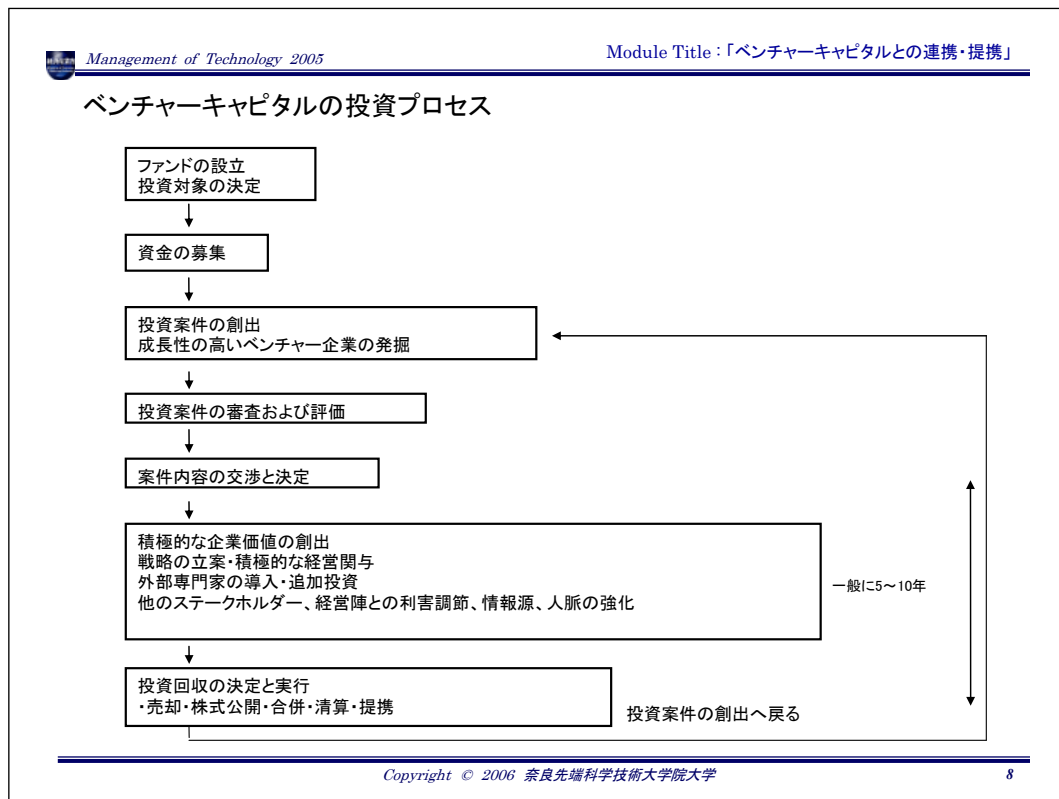 Management of Technology 2005
Module Title：「ベンチャーキャピタルとの連携・提携」
ベンチャーキャピタルの投資プロセス
ファンドの設立
投資対象の決定
資金の募集
投資案件の創出
成長性の高いベンチャー企業の発掘
投資案件の審査および評価
案件内容の交渉と決定
積極的な企業価値の創出
戦略の立案・積極的な経営関与
外部専門家の導入・追加投資
他のステークホルダー、経営陣との利害調節、情報源、人脈の強化
一般に5～10年
投資回収の決定と実行
・売却・株式公開・合併・清算・提携
投資案件の創出へ戻る
Copyright © 2006 奈良先端科学技術大学院大学
8